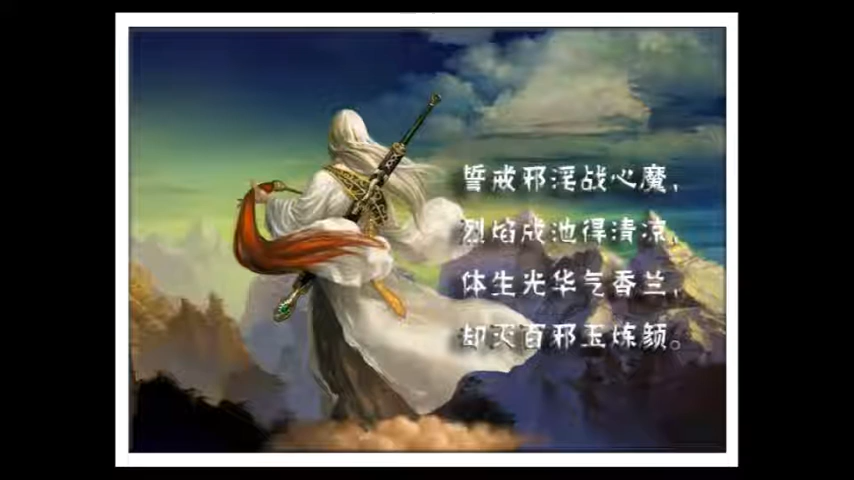 誓戒邪淫战心魔，
烈焰成池得清凉，
体生光华气香兰，
却灭百邪玉炼颜。